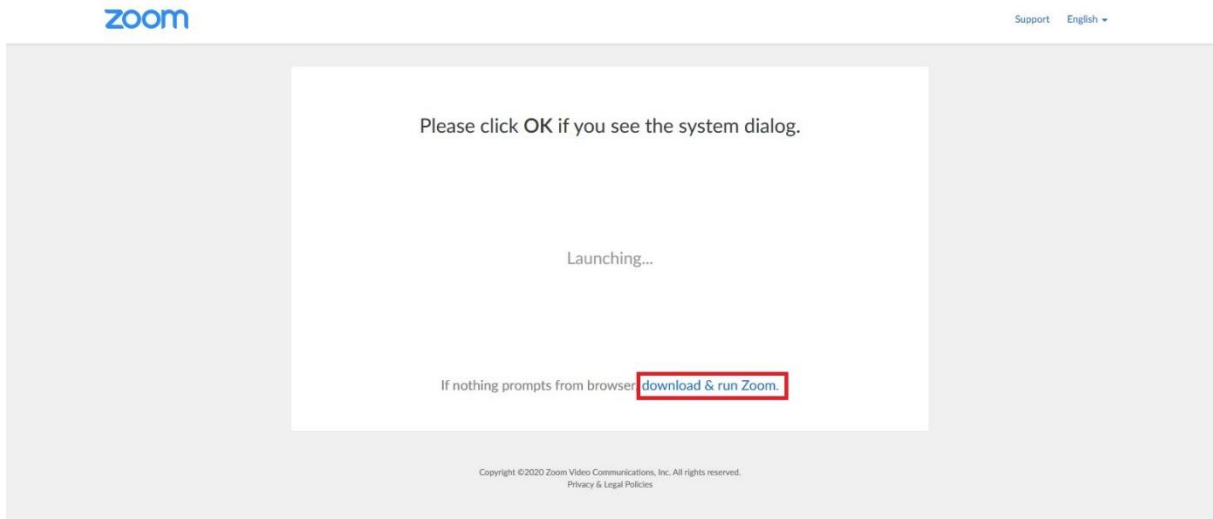 zoom
Support English
Please click OK if you see the system dialog.
Launching...
If nothing prompts from browser, download & run Zoom.
Copyright ©2020 Zoom Video Communications, Inc. All rights reserved.
Privacy & Legal Policies